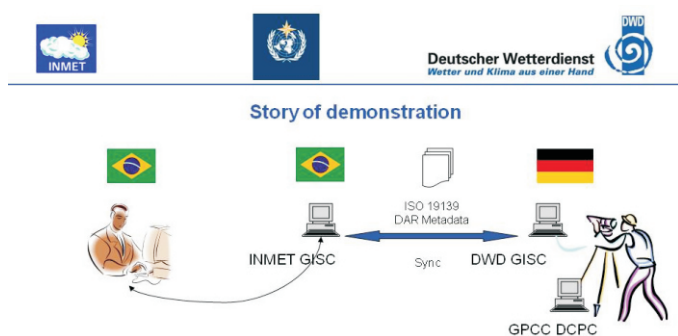 INMET
DWD
Deutscher Wetterdienst
Wetter und Klima aus einer Hand
Story of demonstration
ISO 19139
DAR Metadata
INMET GISC
Sync
DWD GISC
GPCC DCPC